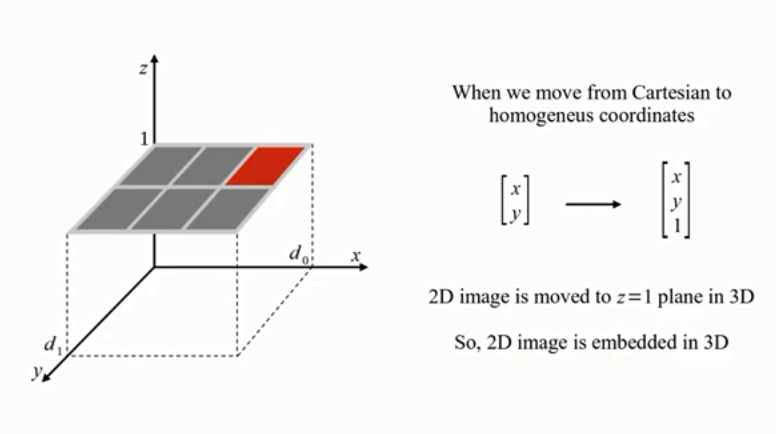 z
1
d0
x
d1
y
When we move from Cartesian to
homogeneus coordinates
[x y] → [x y 1]
2D image is moved to z=1 plane in 3D
So, 2D image is embedded in 3D